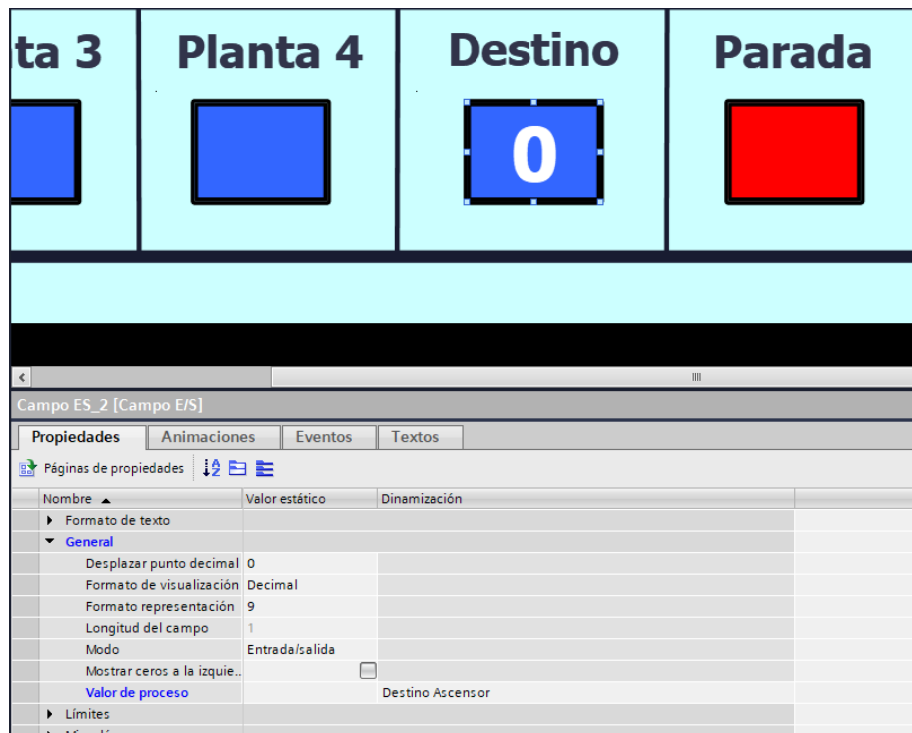 ta 3 Planta 4 Destino Parada
0
Campo ES_2 [Campo E/S]
Propiedades Animaciones Eventos Textos
Páginas de propiedades
Nombre Valor estático Dinamización
Formato de texto
General
Desplazar punto decimal 0
Formato de visualización Decimal
Formato representación 9
Longitud del campo 1
Modo Entrada/salida
Mostrar ceros a la izquie..
Valor de proceso Destino Ascensor
Límites